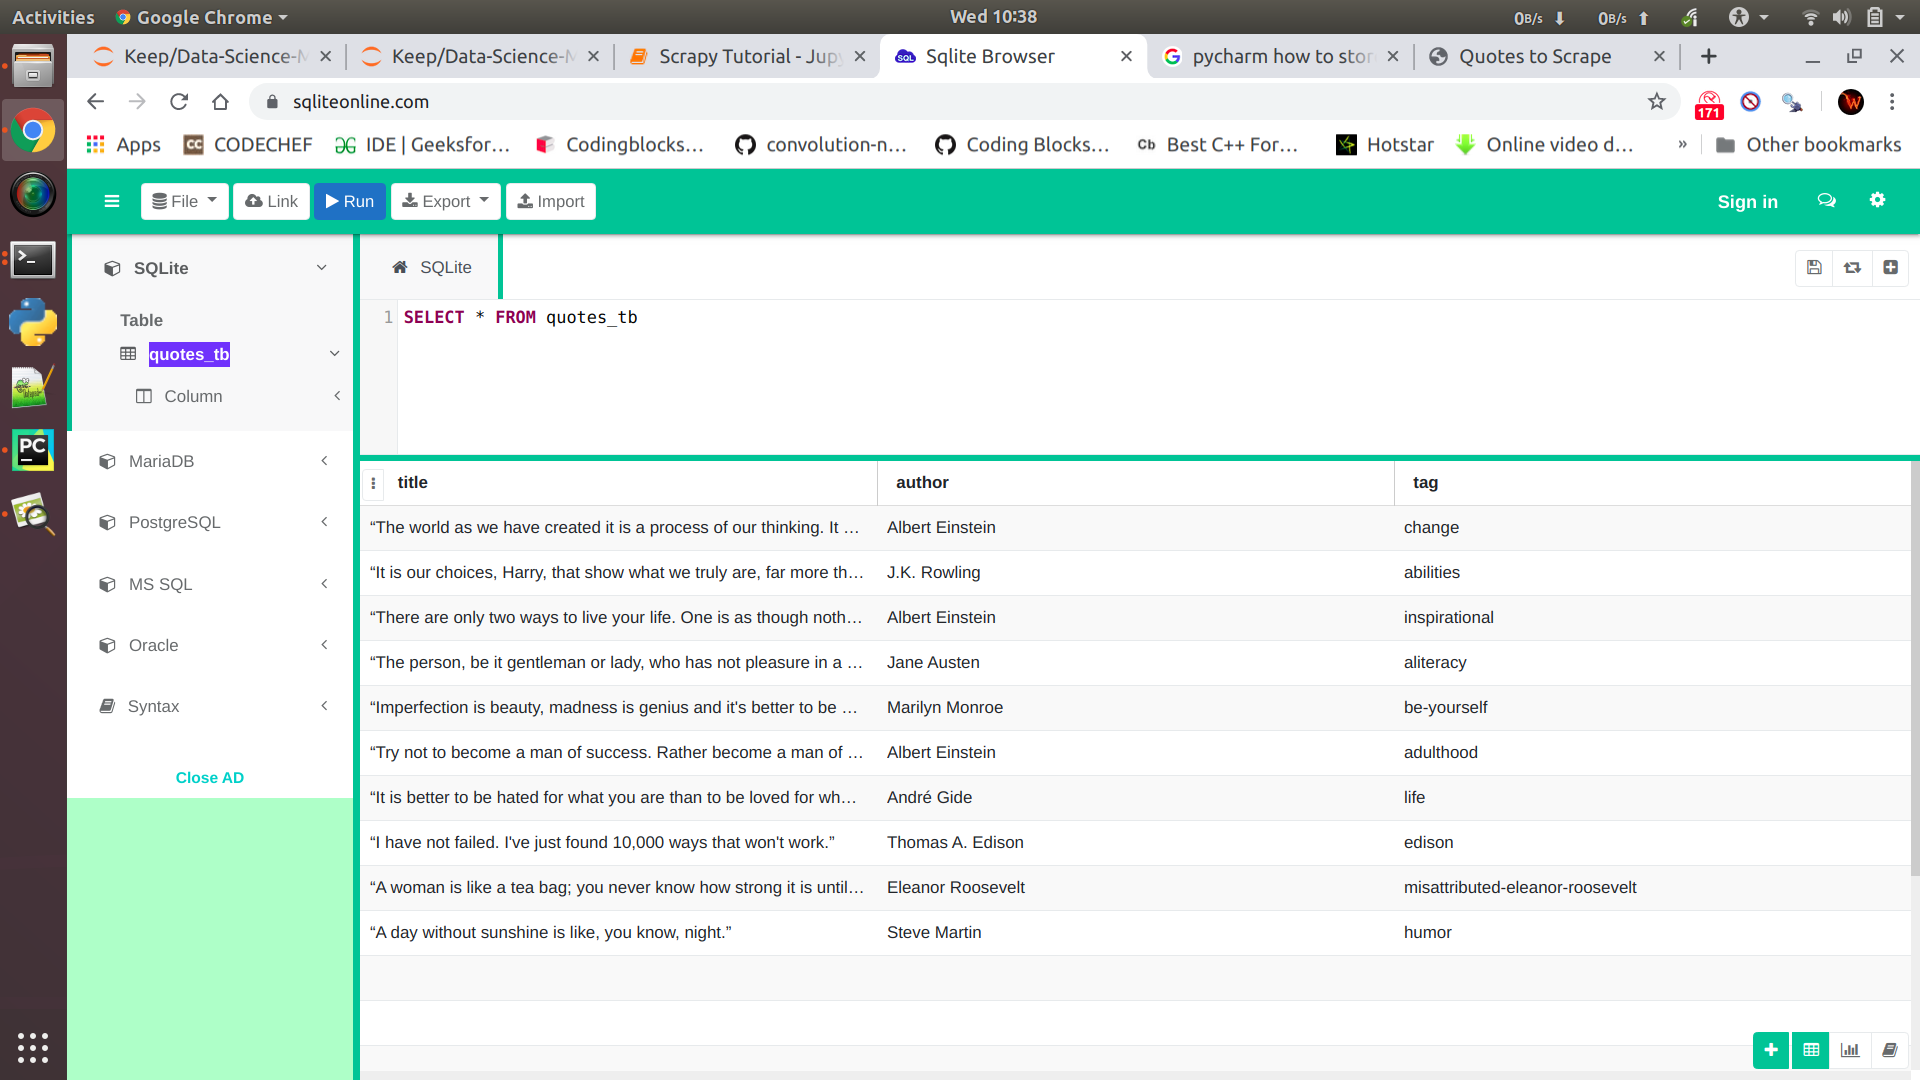 Activities Google Chrome Wed 10:38 0B/s 0B/s
Keep/Data-Science-M Keep/Data-Science-M Scrapy Tutorial - Jupy Sqlite Browser pycharm how to stor Quotes to Scrape
sqliteonline.com 171
Apps CODECHEF IDE | Geeksfor... Codingblocks... convolution-n... Coding Blocks... Cb Best C++ For... Hotstar Online video d... » Other bookmarks
File Link Run Export Import Sign in
SQLite
Table
quotes_tb
Column
MariaDB
PostgreSQL
MS SQL
Oracle
Syntax
Close AD
SQLite
1 SELECT * FROM quotes_tb
title author tag
“The world as we have created it is a process of our thinking. It ... Albert Einstein change
“It is our choices, Harry, that show what we truly are, far more th... J.K. Rowling abilities
“There are only two ways to live your life. One is as though noth... Albert Einstein inspirational
“The person, be it gentleman or lady, who has not pleasure in a ... Jane Austen aliteracy
“Imperfection is beauty, madness is genius and it's better to be ... Marilyn Monroe be-yourself
“Try not to become a man of success. Rather become a man of ... Albert Einstein adulthood
“It is better to be hated for what you are than to be loved for wh... André Gide life
“I have not failed. I've just found 10,000 ways that won't work.” Thomas A. Edison edison
“A woman is like a tea bag; you never know how strong it is until... Eleanor Roosevelt misattributed-eleanor-roosevelt
“A day without sunshine is like, you know, night.” Steve Martin humor